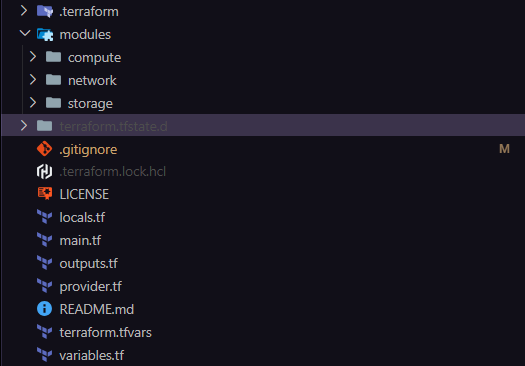 .terraform
modules
compute
network
storage
terraform.tfstate.d
.gitignore M
.terraform.lock.hcl
LICENSE
locals.tf
main.tf
outputs.tf
provider.tf
README.md
terraform.tfvars
variables.tf